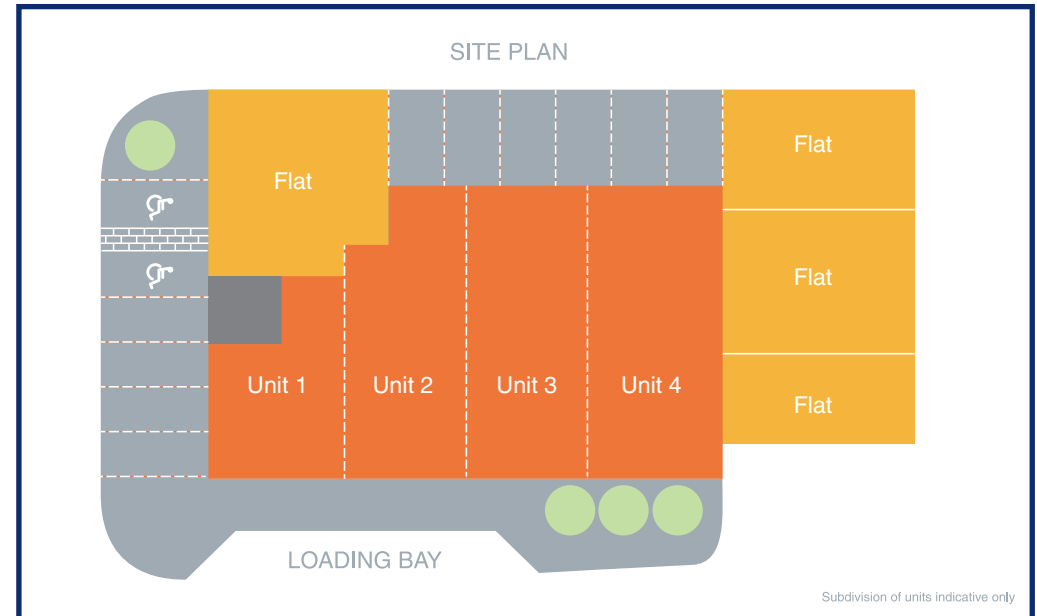 SITE PLAN
Flat
Flat
Flat
Unit 1
Unit 2
Unit 3
Unit 4
Flat
LOADING BAY
Subdivision of units indicative only